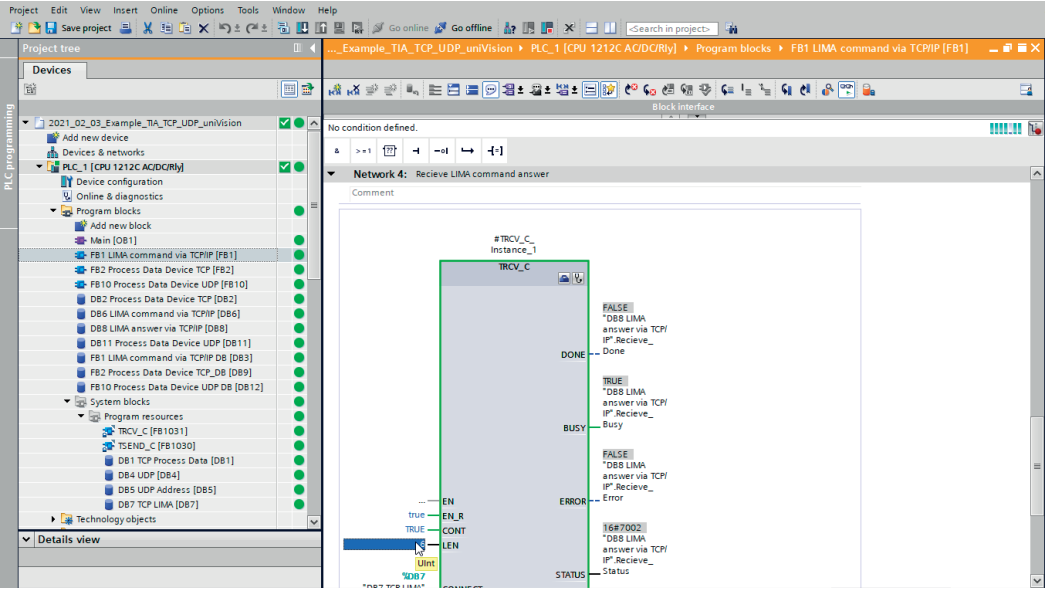 Project Edit View Insert Online Options Tools Window Help
Save project
Go online
Go offline
<Search in project>
Project tree
..._Example_TIA_TCP_UDP_uniVision PLC_1 [CPU 1212C AC/DC/Rly] Program blocks FB1 LIMA command via TCP/IP [FB1]
Devices
PLC programming
Block interface
2021_02_03_Example_TIA_TCP_UDP_uniVision
Add new device
Devices & networks
PLC_1 [CPU 1212C AC/DC/Rly]
Device configuration
Online & diagnostics
Program blocks
Add new block
Main [OB1]
FB1 LIMA command via TCP/IP [FB1]
FB2 Process Data Device TCP [FB2]
FB10 Process Data Device UDP [FB10]
DB2 Process Data Device TCP [DB2]
DB6 LIMA command via TCP/IP [DB6]
DB8 LIMA answer via TCP/IP [DB8]
DB11 Process Data Device UDP [DB11]
FB1 LIMA command via TCP/IP DB [DB3]
FB2 Process Data Device TCP_DB [DB9]
FB10 Process Data Device UDP DB [DB12]
System blocks
Program resources
TRCV_C [FB1031]
TSEND_C [FB1030]
DB1 TCP Process Data [DB1]
DB4 UDP [DB4]
DB5 UDP Address [DB5]
DB7 TCP LIMA [DB7]
Technology objects
Details view
No condition defined.
& >=1 [??] -[=]
Network 4: Recieve LIMA command answer
Comment
#TRCV_C_
Instance_1
TRCV_C
FALSE
"DB8 LIMA
answer via TCP/
IP".Recieve_
Done
DONE
TRUE
"DB8 LIMA
answer via TCP/
IP".Recieve_
Busy
BUSY
FALSE
"DB8 LIMA
answer via TCP/
IP".Recieve_
Error
... EN ERROR
true EN_R
TRUE CONT
LEN
UInt
16#7002
"DB8 LIMA
answer via TCP/
IP".Recieve_
Status
%DB7 STATUS
"DB7 TCP LIMA" CONNECT